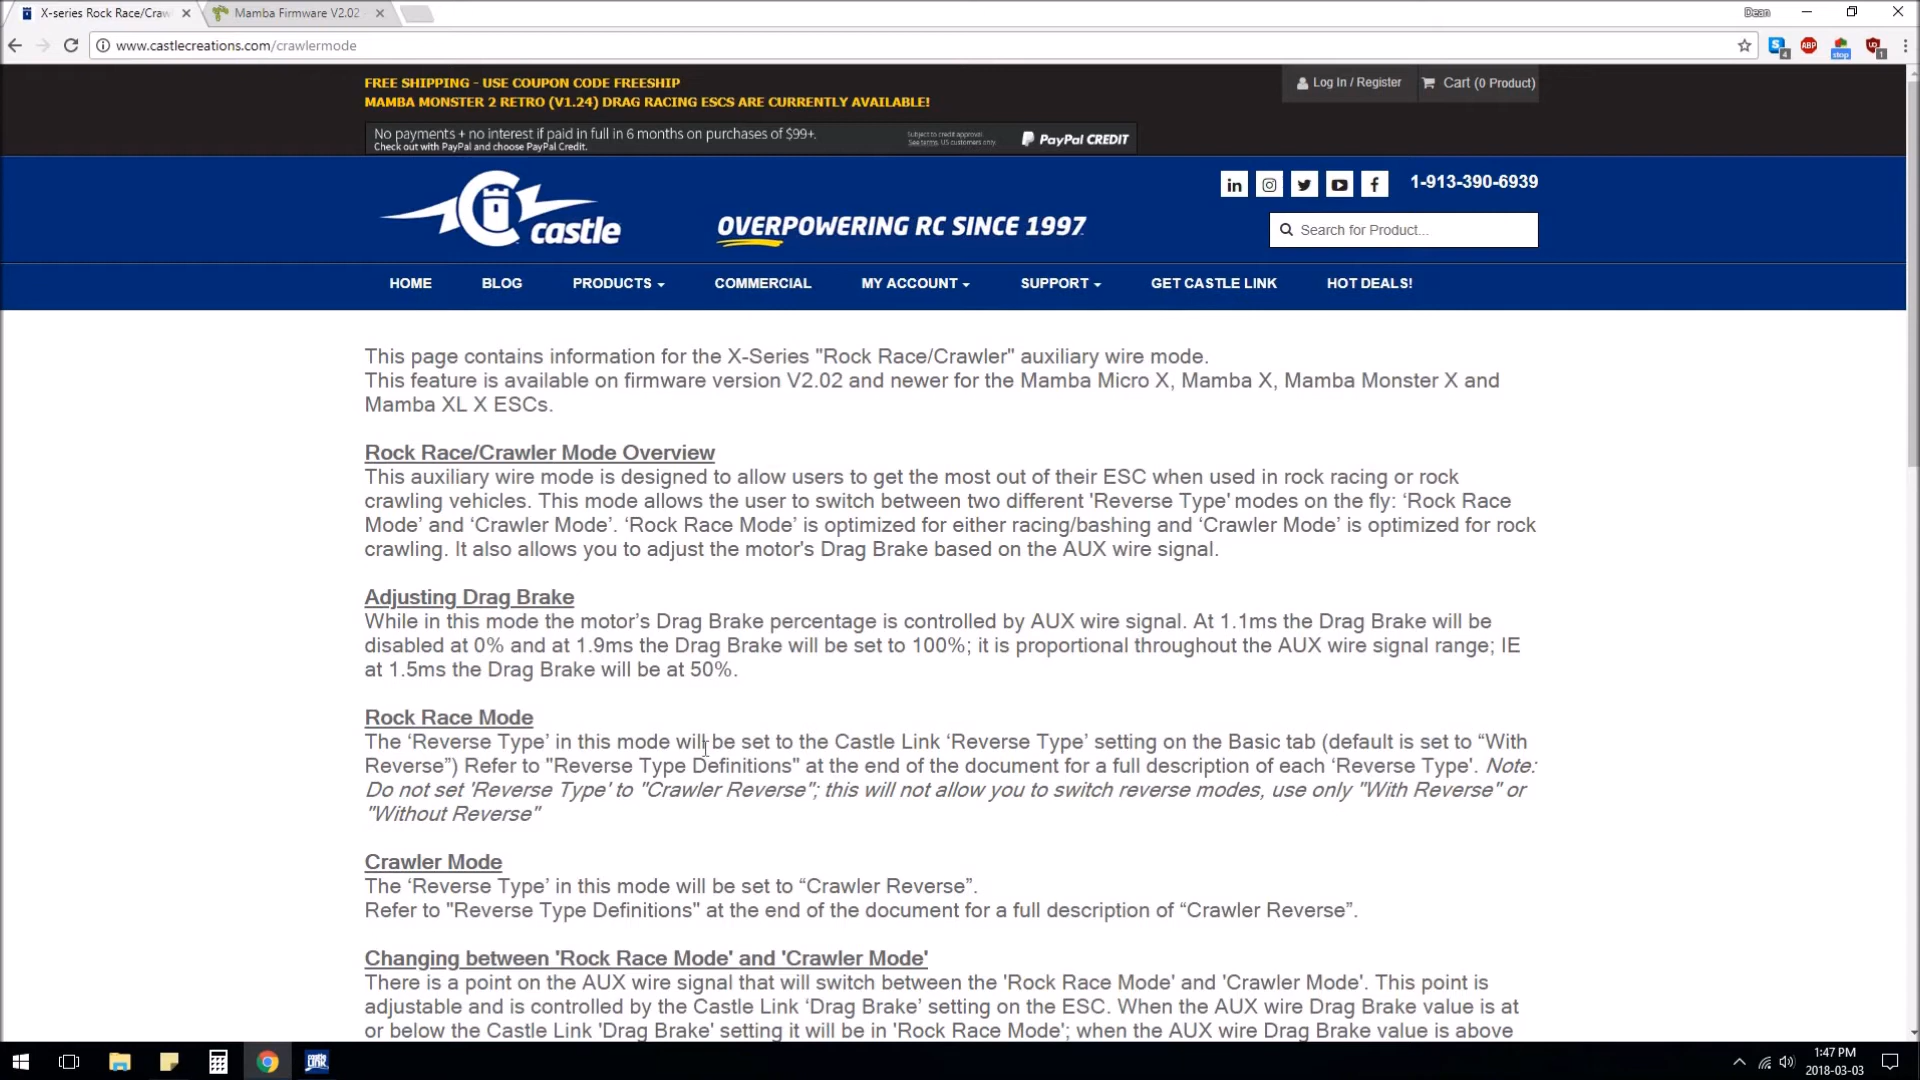 X-series Rock Race/Craw
Mamba Firmware V2.02
Dean
www.castlecreations.com/crawlermode
FREE SHIPPING - USE COUPON CODE FREESHIP
MAMBA MONSTER 2 RETRO (V1.24) DRAG RACING ESCS ARE CURRENTLY AVAILABLE!
Log In / Register
Cart (0 Product)
No payments + no interest if paid in full in 6 months on purchases of $99+.
Check out with PayPal and choose PayPal Credit.
Subject to credit approval.
See terms. US customers only.
PayPal CREDIT
castle
OVERPOWERING RC SINCE 1997
1-913-390-6939
Search for Product...
HOME BLOG PRODUCTS COMMERCIAL MY ACCOUNT SUPPORT GET CASTLE LINK HOT DEALS!
This page contains information for the X-Series "Rock Race/Crawler" auxiliary wire mode.
This feature is available on firmware version V2.02 and newer for the Mamba Micro X, Mamba X, Mamba Monster X and
Mamba XL X ESCs.
Rock Race/Crawler Mode Overview
This auxiliary wire mode is designed to allow users to get the most out of their ESC when used in rock racing or rock
crawling vehicles. This mode allows the user to switch between two different 'Reverse Type' modes on the fly: ‘Rock Race
Mode’ and ‘Crawler Mode’. ‘Rock Race Mode’ is optimized for either racing/bashing and ‘Crawler Mode’ is optimized for rock
crawling. It also allows you to adjust the motor's Drag Brake based on the AUX wire signal.
Adjusting Drag Brake
While in this mode the motor’s Drag Brake percentage is controlled by AUX wire signal. At 1.1ms the Drag Brake will be
disabled at 0% and at 1.9ms the Drag Brake will be set to 100%; it is proportional throughout the AUX wire signal range; IE
at 1.5ms the Drag Brake will be at 50%.
Rock Race Mode
The ‘Reverse Type’ in this mode will be set to the Castle Link ‘Reverse Type’ setting on the Basic tab (default is set to “With
Reverse”) Refer to "Reverse Type Definitions" at the end of the document for a full description of each ‘Reverse Type'. Note:
Do not set 'Reverse Type' to "Crawler Reverse"; this will not allow you to switch reverse modes, use only "With Reverse" or
"Without Reverse"
Crawler Mode
The ‘Reverse Type’ in this mode will be set to “Crawler Reverse”.
Refer to "Reverse Type Definitions" at the end of the document for a full description of “Crawler Reverse”.
Changing between 'Rock Race Mode' and 'Crawler Mode'
There is a point on the AUX wire signal that will switch between the 'Rock Race Mode' and 'Crawler Mode'. This point is
adjustable and is controlled by the Castle Link ‘Drag Brake’ setting on the ESC. When the AUX wire Drag Brake value is at
or below the Castle Link 'Drag Brake' setting it will be in 'Rock Race Mode'; when the AUX wire Drag Brake value is above
1:47 PM
2018-03-03